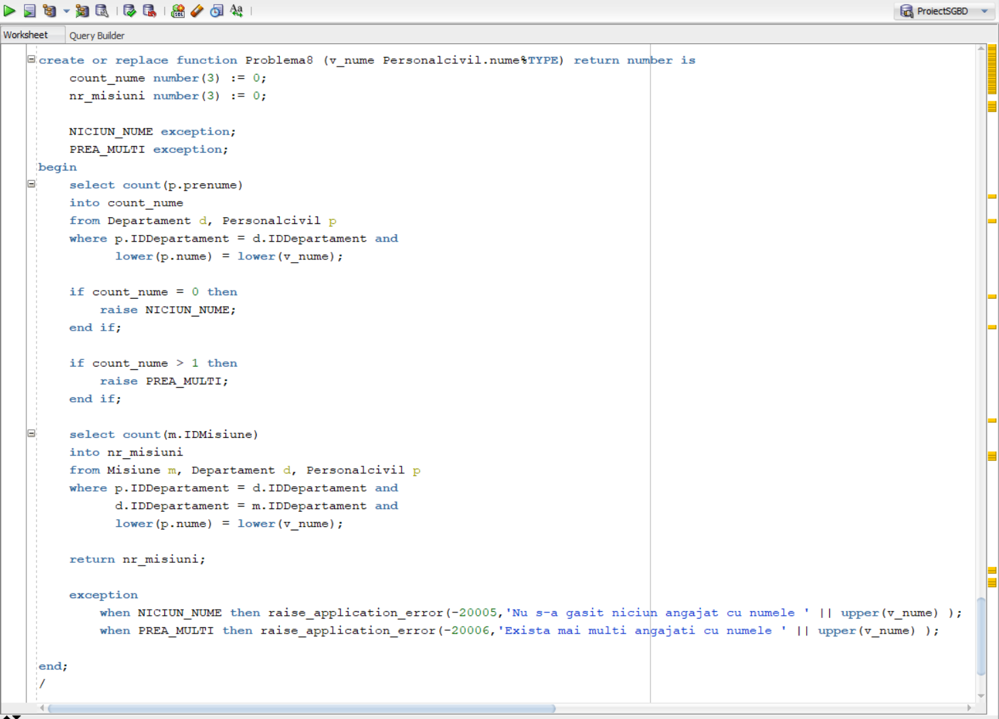 ProiectSGBD
Worksheet Query Builder
create or replace function Problema8 (v_nume Personalcivil.nume%TYPE) return number is
    count_nume number(3) := 0;
    nr_misiuni number(3) := 0;

    NICIUN_NUME exception;
    PREA_MULTI exception;
begin
    select count(p.prenume)
    into count_nume
    from Departament d, Personalcivil p
    where p.IDDepartament = d.IDDepartament and
          lower(p.nume) = lower(v_nume);

    if count_nume = 0 then
        raise NICIUN_NUME;
    end if;

    if count_nume > 1 then
        raise PREA_MULTI;
    end if;

    select count(m.IDMisiune)
    into nr_misiuni
    from Misiune m, Departament d, Personalcivil p
    where p.IDDepartament = d.IDDepartament and
          d.IDDepartament = m.IDDepartament and
          lower(p.nume) = lower(v_nume);

    return nr_misiuni;

    exception
        when NICIUN_NUME then raise_application_error(-20005,'Nu s-a gasit niciun angajat cu numele ' || upper(v_nume) );
        when PREA_MULTI then raise_application_error(-20006,'Exista mai multi angajati cu numele ' || upper(v_nume) );

end;
/